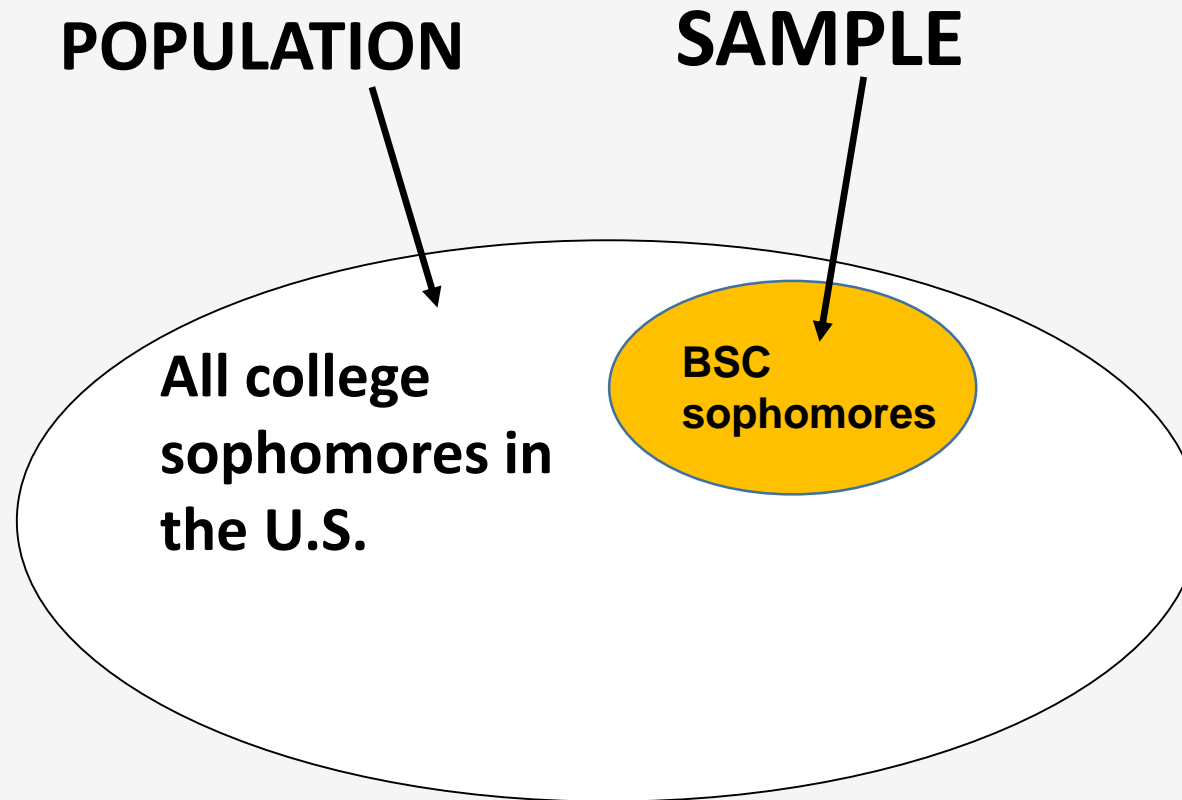 POPULATION
SAMPLE
All college
sophomores in
the U.S.
BSC
sophomores